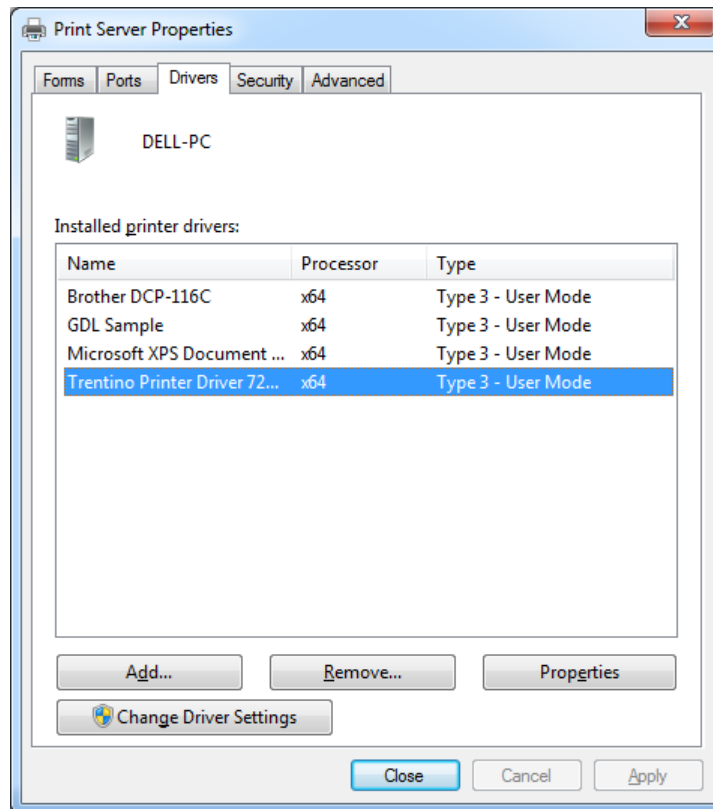 Print Server Properties
Forms Ports Drivers Security Advanced
DELL-PC
Installed printer drivers:
Name Processor Type
Brother DCP-116C x64 Type 3 - User Mode
GDL Sample x64 Type 3 - User Mode
Microsoft XPS Document ... x64 Type 3 - User Mode
Trentino Printer Driver 72... x64 Type 3 - User Mode
Add... Remove... Properties
Change Driver Settings
Close Cancel Apply